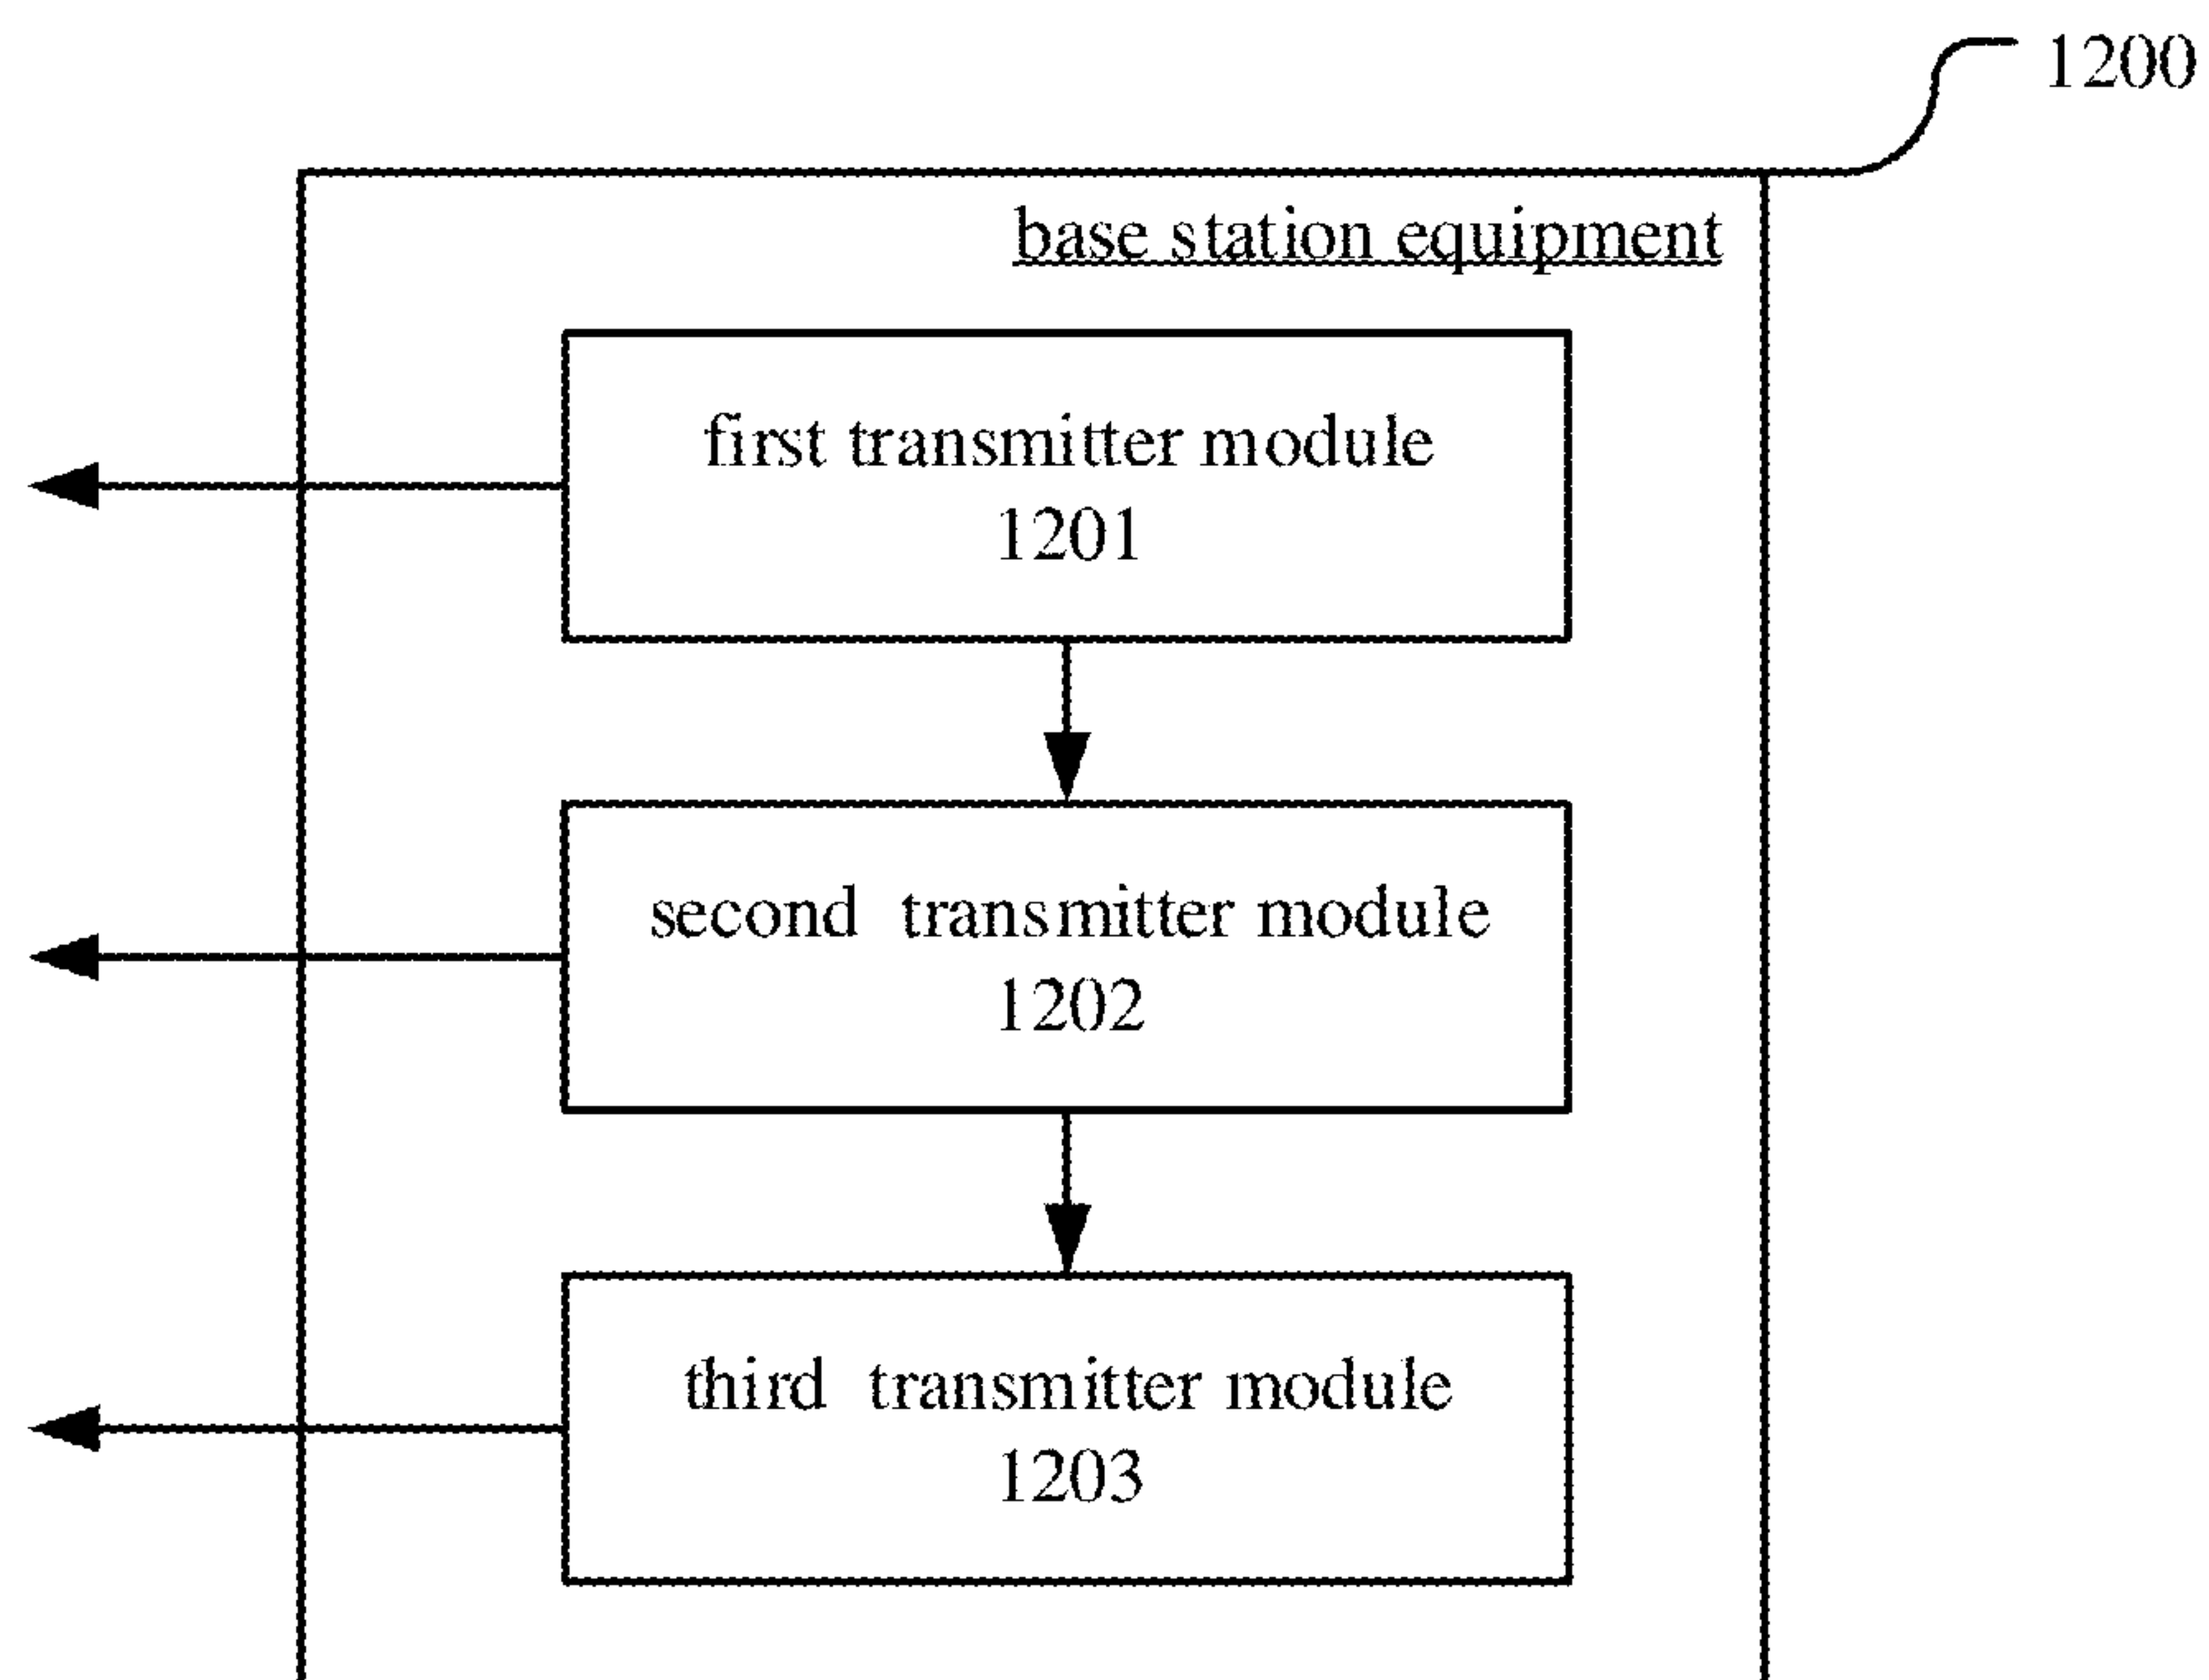 1200
base station equipment
first transmitter module
1201
second transmitter module
1202
third transmitter module
1203